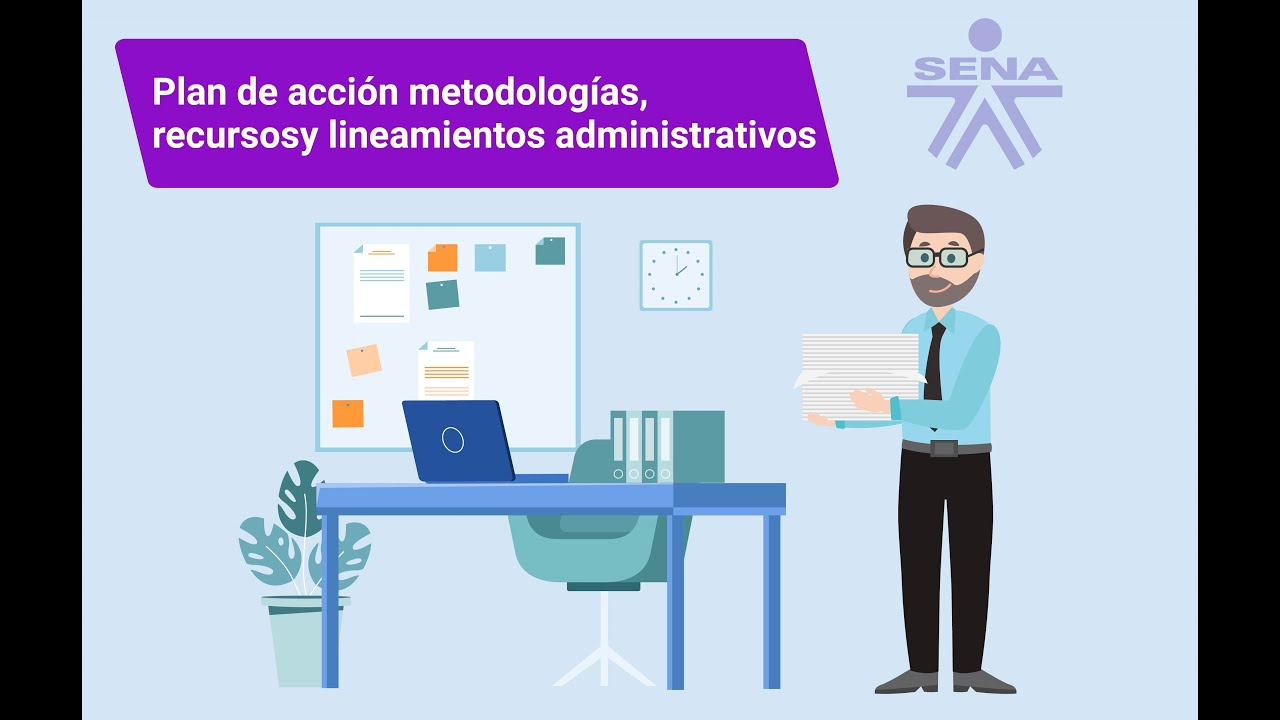 Plan de acción metodologías,
recursosy lineamientos administrativos
SENA